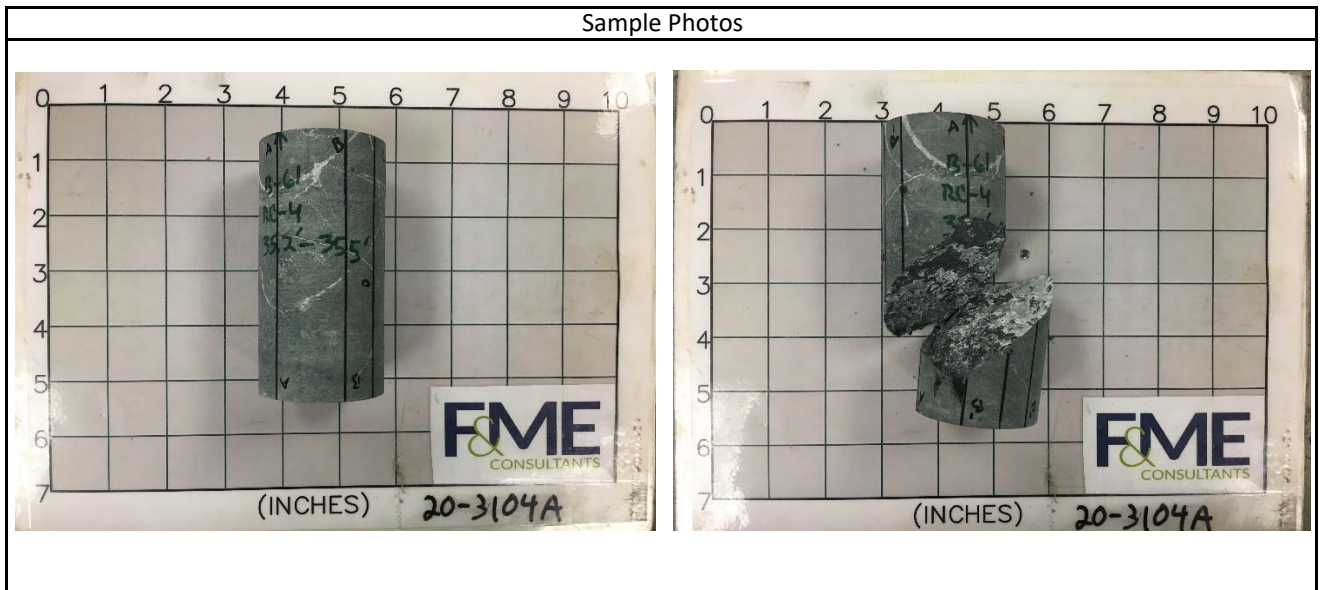 Sample Photos
0 1 2 3 4 5 6 7 8 9 10
1
2
3
4
5
6
7
A B
B-61
RC-4
352'-355'
A B
F&ME
CONSULTANTS
(INCHES) 20-3104A
0 1 2 3 4 5 6 7 8 9 10
1
2
3
4
5
6
7
A
B-61
RC-4
B
F&ME
CONSULTANTS
(INCHES) 20-3104A